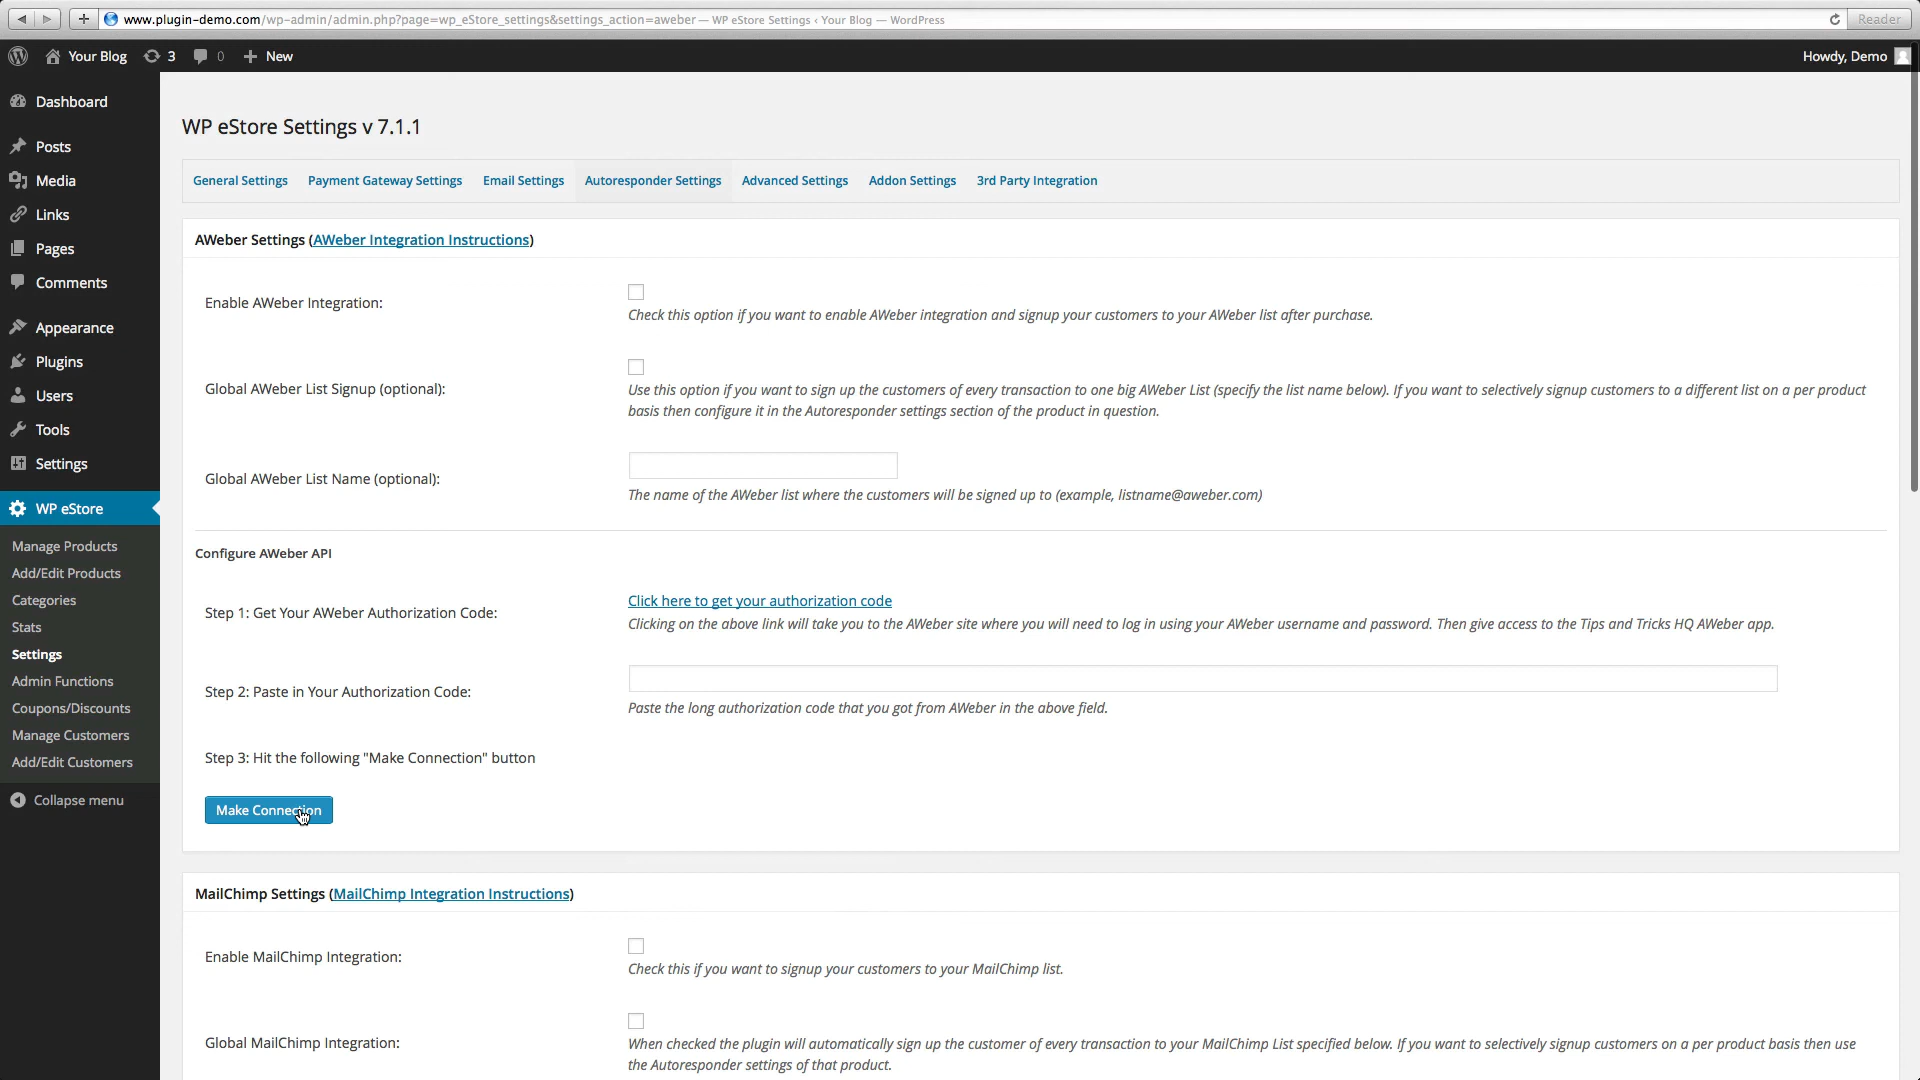 www.plugin-demo.com/wp-admin/admin.php?page=wp_eStore_settings&settings_action=aweber — WP eStore Settings ‹ Your Blog — WordPress
Reader
Your Blog 3 0 New
Howdy, Demo
Dashboard
Posts
Media
Links
Pages
Comments
Appearance
Plugins
Users
Tools
Settings
WP eStore
Manage Products
Add/Edit Products
Categories
Stats
Settings
Admin Functions
Coupons/Discounts
Manage Customers
Add/Edit Customers
Collapse menu
WP eStore Settings v 7.1.1
General Settings Payment Gateway Settings Email Settings Autoresponder Settings Advanced Settings Addon Settings 3rd Party Integration
AWeber Settings (AWeber Integration Instructions)
Enable AWeber Integration:
Check this option if you want to enable AWeber integration and signup your customers to your AWeber list after purchase.
Global AWeber List Signup (optional):
Use this option if you want to sign up the customers of every transaction to one big AWeber List (specify the list name below). If you want to selectively signup customers to a different list on a per product
basis then configure it in the Autoresponder settings section of the product in question.
Global AWeber List Name (optional):
The name of the AWeber list where the customers will be signed up to (example, listname@aweber.com)
Configure AWeber API
Step 1: Get Your AWeber Authorization Code:
Click here to get your authorization code
Clicking on the above link will take you to the AWeber site where you will need to log in using your AWeber username and password. Then give access to the Tips and Tricks HQ AWeber app.
Step 2: Paste in Your Authorization Code:
Paste the long authorization code that you got from AWeber in the above field.
Step 3: Hit the following "Make Connection" button
Make Connection
MailChimp Settings (MailChimp Integration Instructions)
Enable MailChimp Integration:
Check this if you want to signup your customers to your MailChimp list.
Global MailChimp Integration:
When checked the plugin will automatically sign up the customer of every transaction to your MailChimp List specified below. If you want to selectively signup customers on a per product basis then use
the Autoresponder settings of that product.